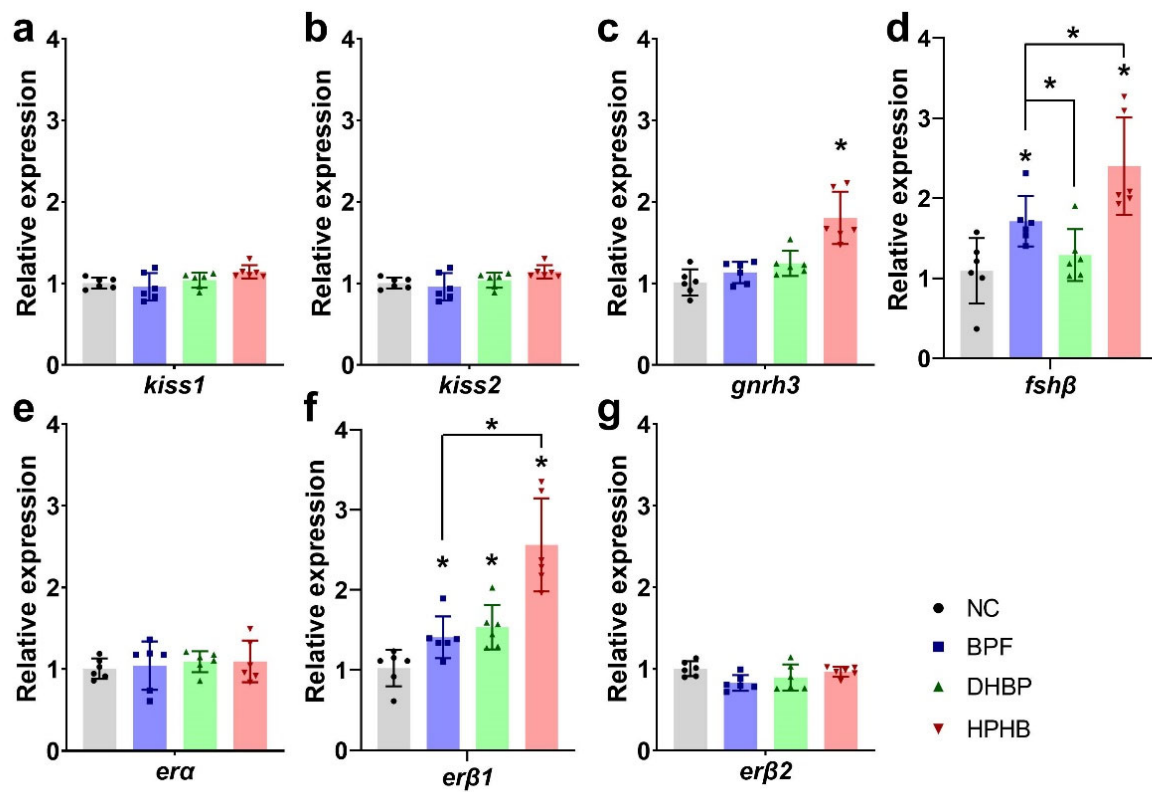 a
Relative expression
4
3
2
1
0
kiss1
b
Relative expression
4
3
2
1
0
kiss2
c
Relative expression
4
3
2
1
0
*
gnrh3
d
Relative expression
4
3
2
1
0
*
*
*
*
fshβ
e
Relative expression
4
3
2
1
0
erα
f
Relative expression
4
3
2
1
0
*
*
*
*
erβ1
g
Relative expression
4
3
2
1
0
erβ2
NC
BPF
DHBP
HPHB